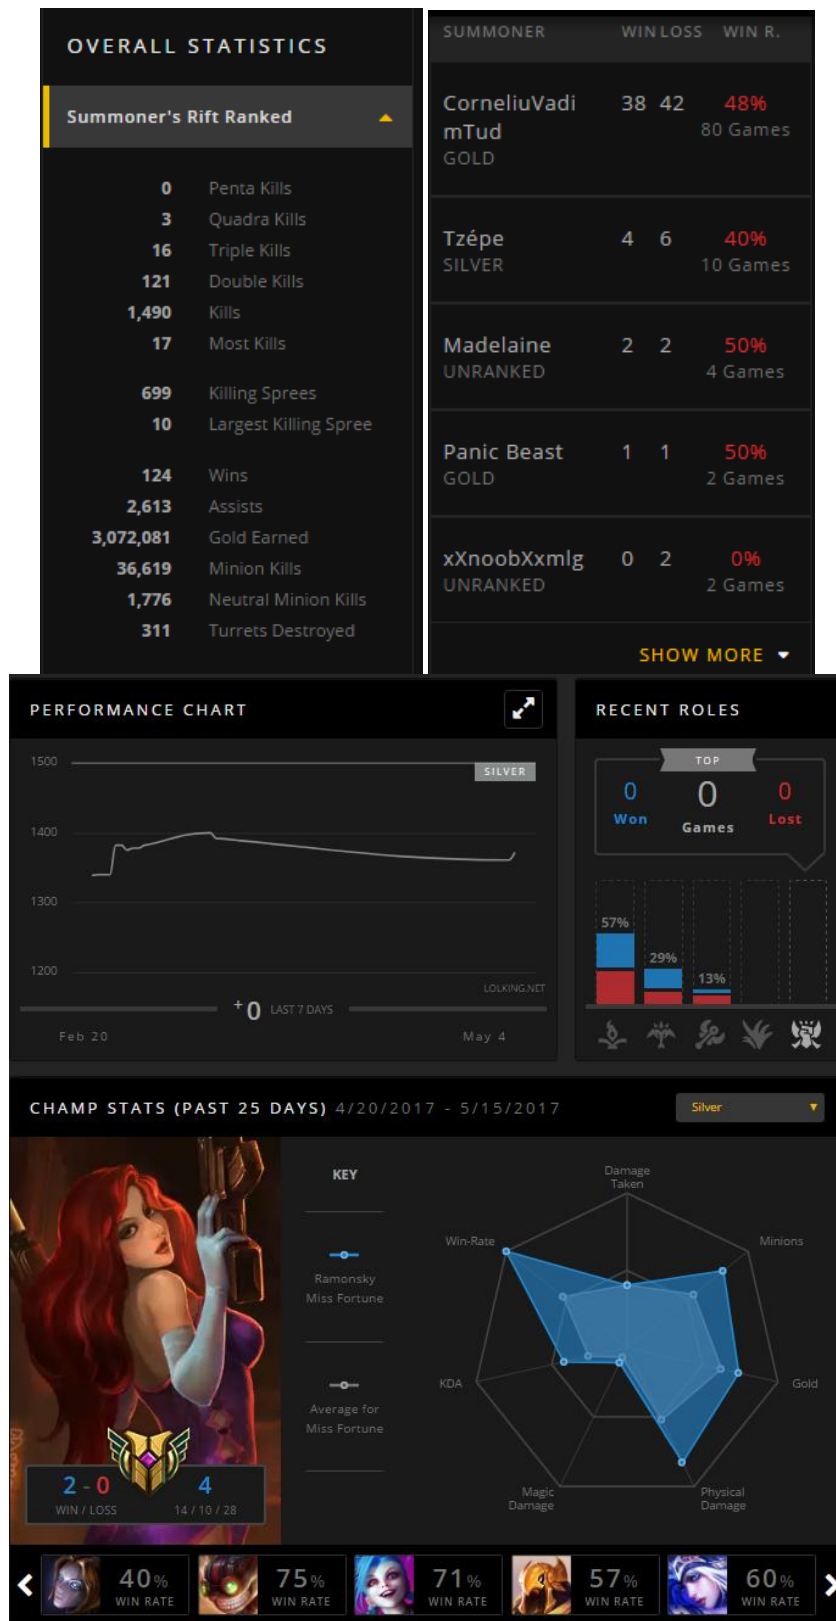 OVERALL STATISTICS
Summoner's Rift Ranked
0 Penta Kills
3 Quadra Kills
16 Triple Kills
121 Double Kills
1,490 Kills
17 Most Kills
699 Killing Sprees
10 Largest Killing Spree
124 Wins
2,613 Assists
3,072,081 Gold Earned
36,619 Minion Kills
1,776 Neutral Minion Kills
311 Turrets Destroyed
SUMMONER WIN LOSS WIN R.
CorneliuVadi 38 42 48%
mTud 80 Games
GOLD
Tzépe 4 6 40%
SILVER 10 Games
Madelaine 2 2 50%
UNRANKED 4 Games
Panic Beast 1 1 50%
GOLD 2 Games
xXnoobXxmlg 0 2 0%
UNRANKED 2 Games
SHOW MORE
PERFORMANCE CHART
1500
SILVER
1400
1300
1200
LOLKING.NET
+0 LAST 7 DAYS
Feb 20 May 4
RECENT ROLES
TOP
0 0 0
Won Games Lost
57%
29%
13%
CHAMP STATS (PAST 25 DAYS) 4/20/2017 - 5/15/2017
Silver
KEY
Ramonsky
Miss Fortune
Average for
Miss Fortune
2 - 0 4
WIN / LOSS 14 / 10 / 28
Damage
Taken
Win-Rate Minions
KDA Gold
Magic
Damage
Physical
Damage
40% 75% 71% 57% 60%
WIN RATE WIN RATE WIN RATE WIN RATE WIN RATE